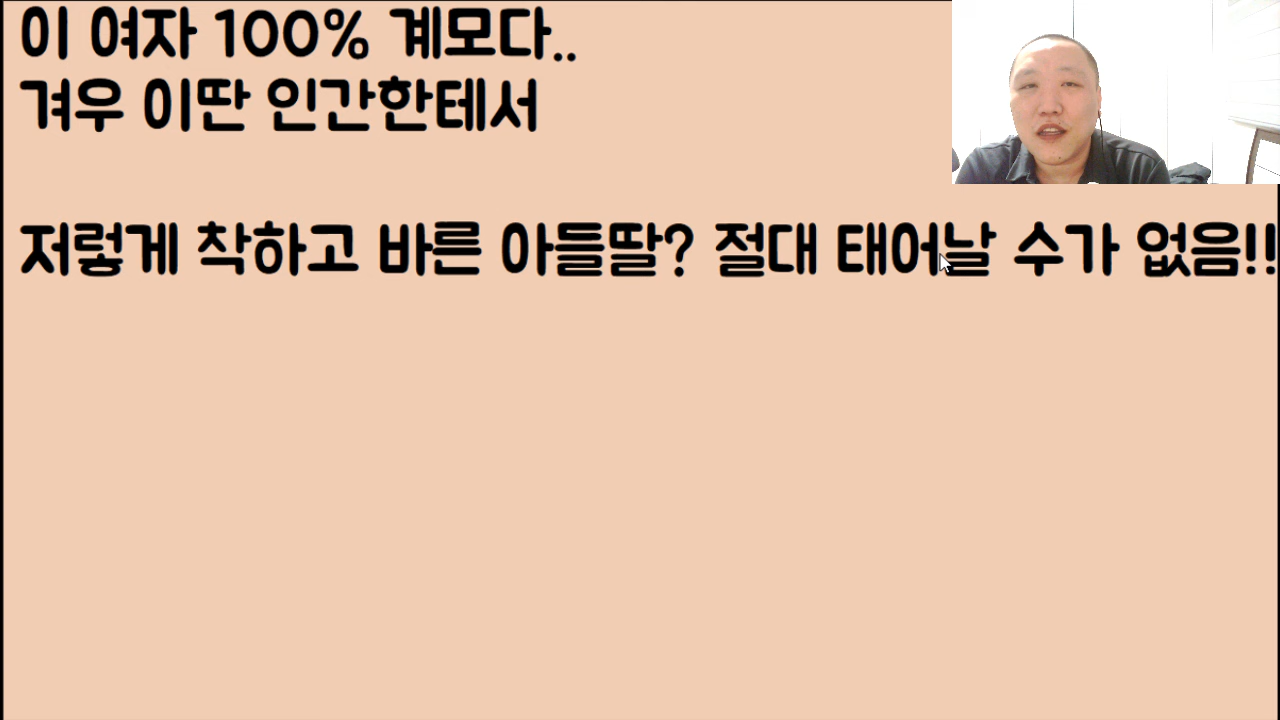 이 여자 100% 계모다..
겨우 이딴 인간한테서
저렇게 착하고 바른 아들딸? 절대 태어날 수가 없음!!